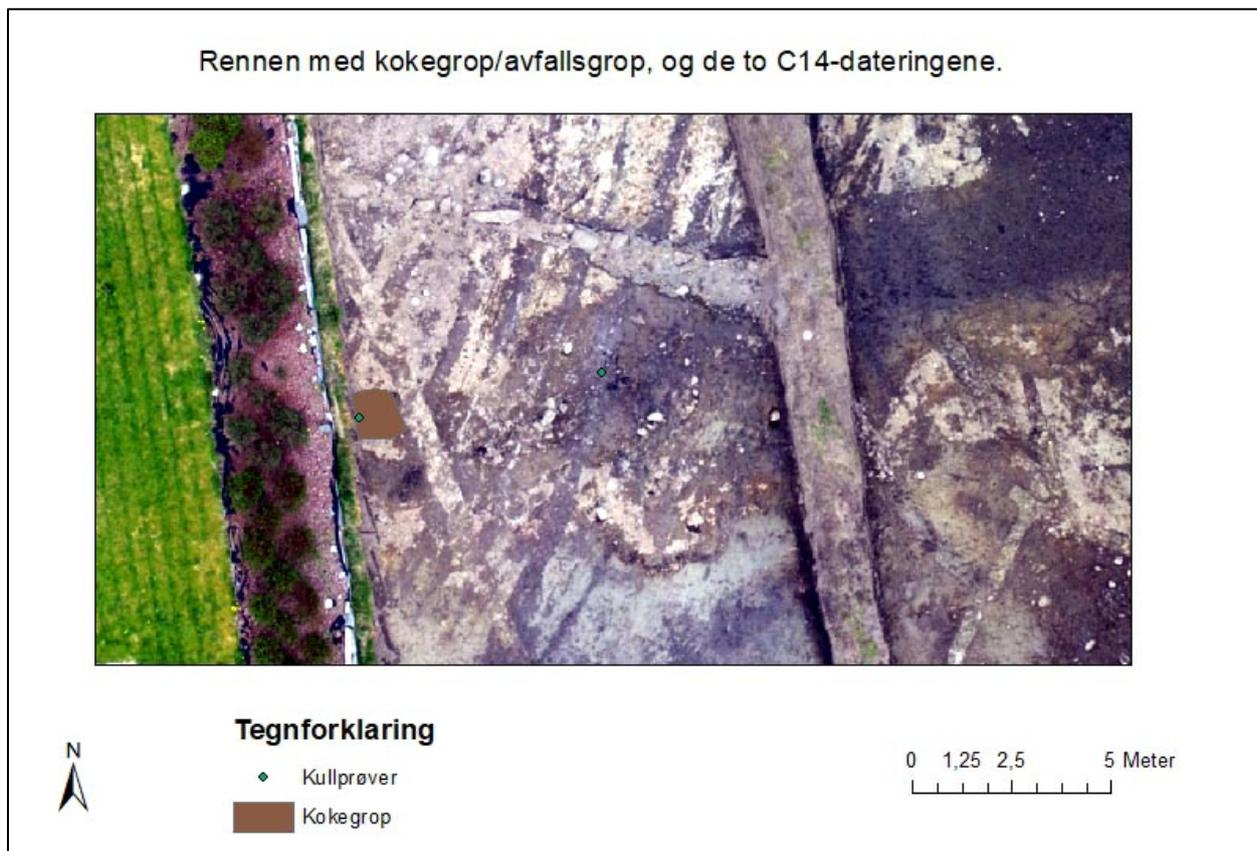 Rennen med kokegrop/avfallsgrop, og de to C14-dateringene.
Tegnforklaring
N
Kullprøver
Kokegrop
0 1,25 2,5 5 Meter